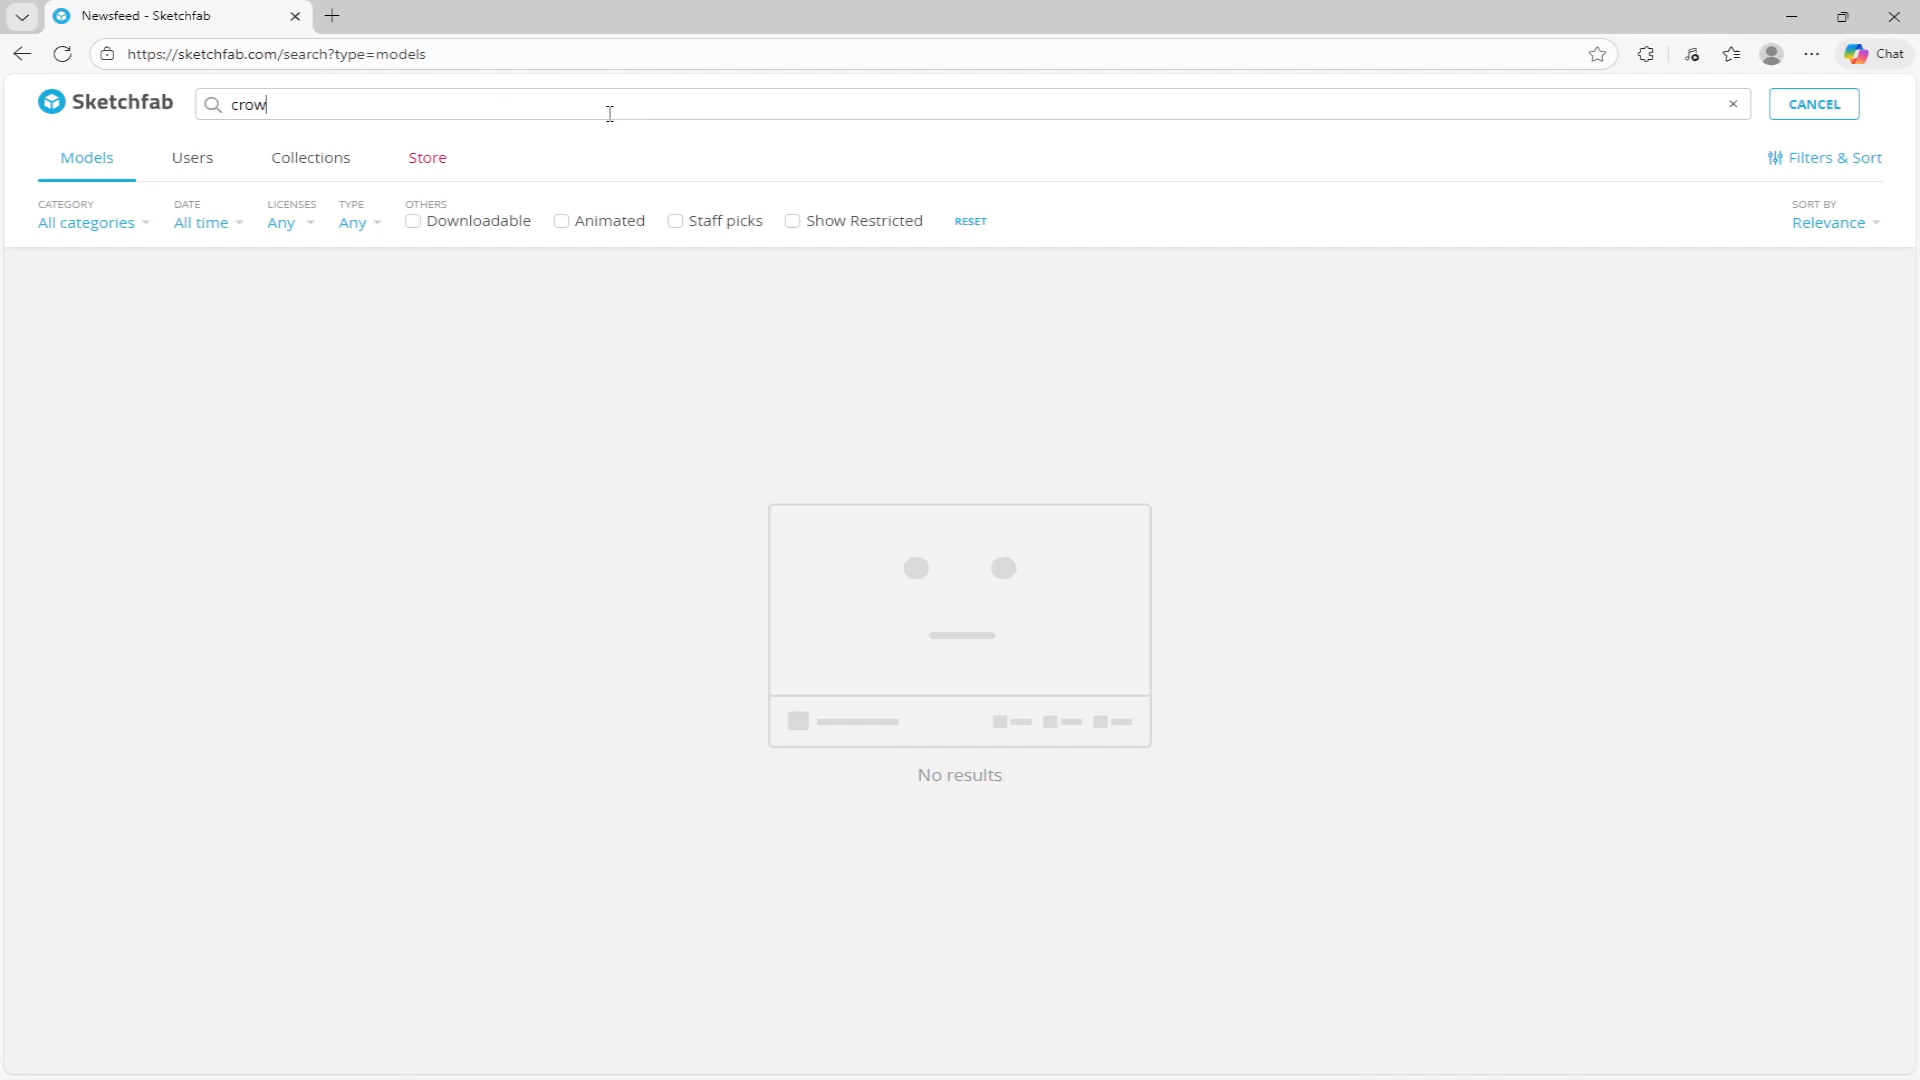 Newsfeed - Sketchfab
https://sketchfab.com/search?type=models
Chat
Sketchfab
crow
CANCEL
Models Users Collections Store
Filters & Sort
CATEGORY DATE LICENSES TYPE OTHERS SORT BY
All categories All time Any Any Downloadable Animated Staff picks Show Restricted RESET Relevance
No results